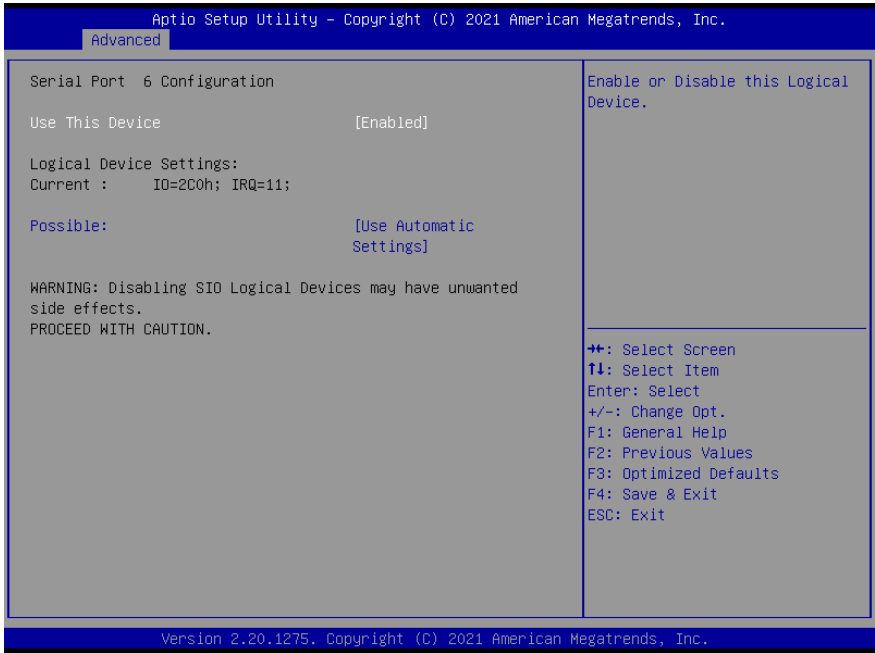 Aptio Setup Utility – Copyright (C) 2021 American Megatrends, Inc.
Advanced
Serial Port  6 Configuration
Use This Device [Enabled]
Logical Device Settings:
Current : IO=2C0h; IRQ=11;
Possible: [Use Automatic
Settings]
WARNING: Disabling SIO Logical Devices may have unwanted
side effects.
PROCEED WITH CAUTION.
Enable or Disable this Logical
Device.
→←: Select Screen
↑↓: Select Item
Enter: Select
+/-: Change Opt.
F1: General Help
F2: Previous Values
F3: Optimized Defaults
F4: Save & Exit
ESC: Exit
Version 2.20.1275. Copyright (C) 2021 American Megatrends, Inc.